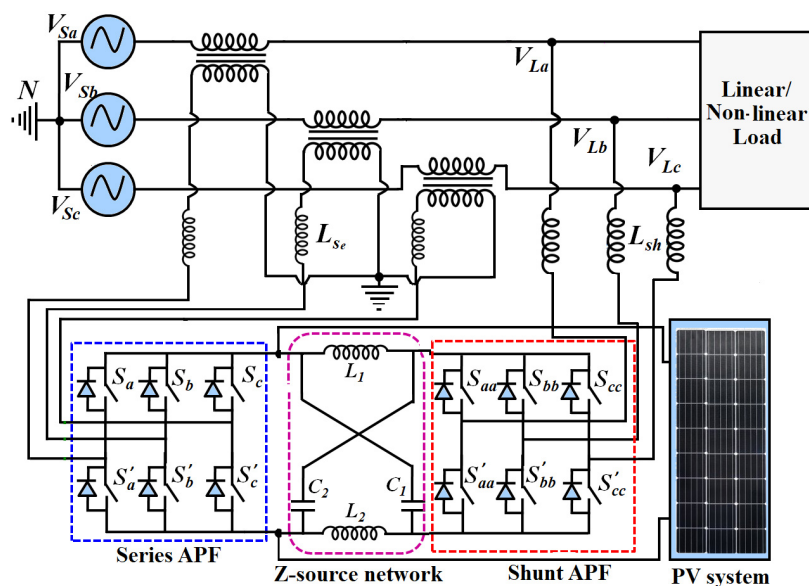 V_Sa
V_La
N
V_Sb
Linear/
Non-linear
Load
V_Lb
V_Lc
V_Sc
L_Se
L_sh
S_a
S_b
S_c
L_1
S_aa
S_bb
S_cc
S'_a
S'_b
S'_c
C_2
L_2
C_1
S'_aa
S'_bb
S'_cc
Series APF
Z-source network
Shunt APF
PV system